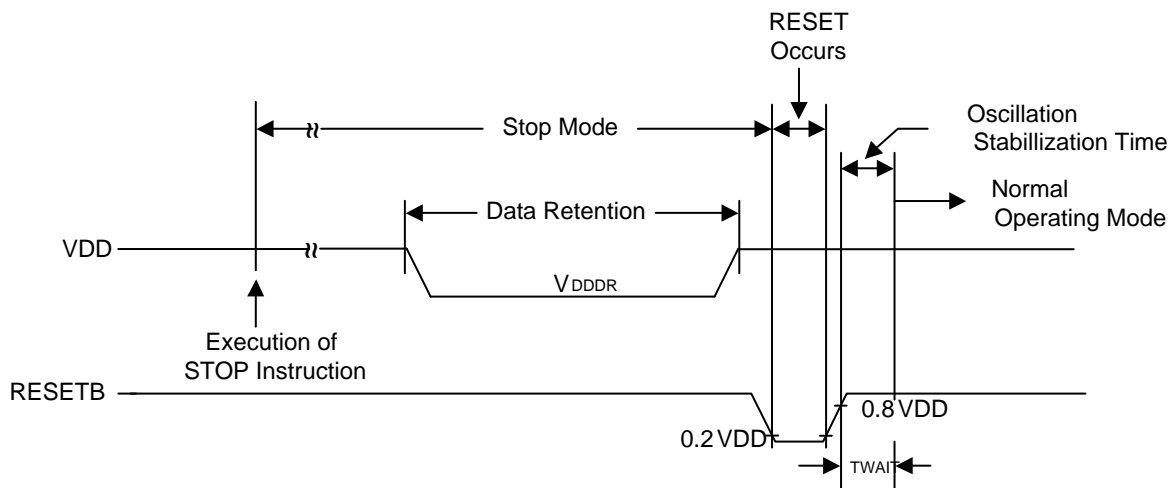 RESET
Occurs
Oscillation
Stabillization Time
Stop Mode
Normal
Operating Mode
Data Retention
VDD
VDDDR
Execution of
STOP Instruction
RESETB
0.8 VDD
0.2 VDD
TWAIT